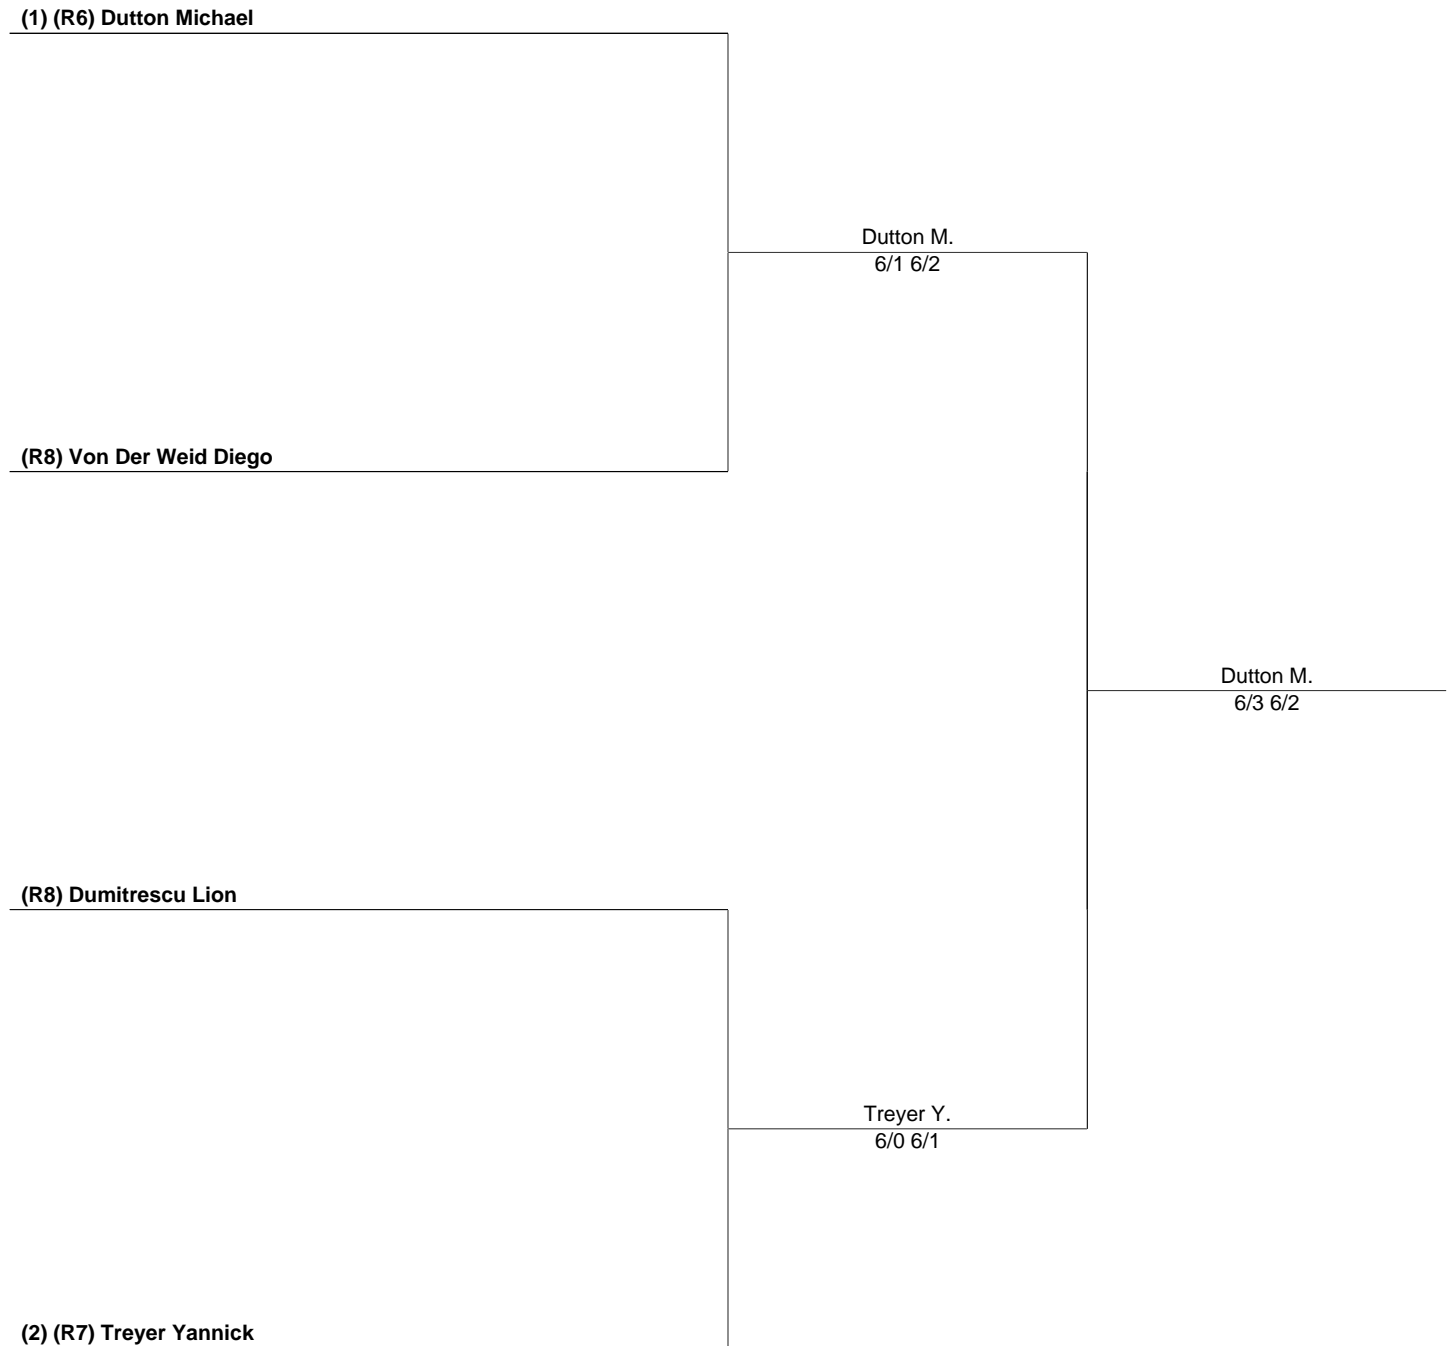 (1) (R6) Dutton Michael
Dutton M.
6/1 6/2
(R8) Von Der Weid Diego
Dutton M.
6/3 6/2
(R8) Dumitrescu Lion
Treyer Y.
6/0 6/1
(2) (R7) Treyer Yannick